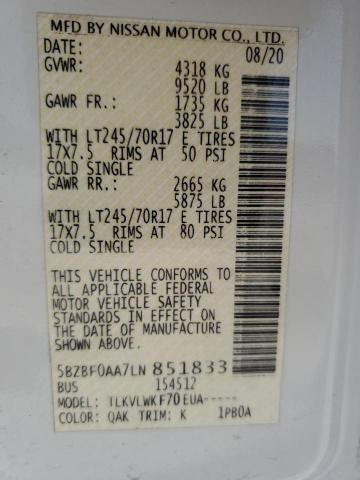 MFD BY NISSAN MOTOR CO., LTD.
DATE: 08/20
GVWR: 4318 KG
9520 LB
GAWR FR.: 1735 KG
3825 LB
WITH LT245/70R17 E TIRES
17X7.5 RIMS AT 50 PSI
COLD SINGLE
GAWR RR.: 2665 KG
5875 LB
WITH LT245/70R17 E TIRES
17X7.5 RIMS AT 80 PSI
COLD SINGLE
THIS VEHICLE CONFORMS TO
ALL APPLICABLE FEDERAL
MOTOR VEHICLE SAFETY
STANDARDS IN EFFECT ON
THE DATE OF MANUFACTURE
SHOWN ABOVE.
5BZBF0AA7LN 851833
BUS 154512
MODEL: TLKVLWKF70EUA-----
COLOR: QAK TRIM: K 1PB0A